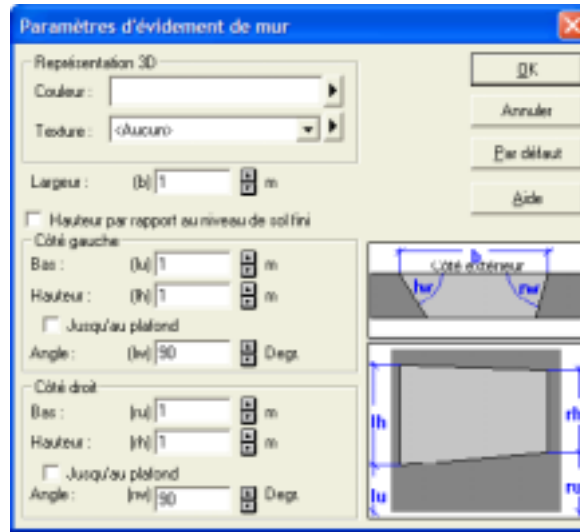 Paramètres d'évidement de mur
Représentation 3D
Couleur :
Texture : <Aucun>
OK
Annuler
Par défaut
Aide
Largeur : (b) 1 m
Hauteur par rapport au niveau de sol fini
Côté gauche
Bas : (lu) 1 m
Hauteur : (lh) 1 m
Jusqu'au plafond
Angle : (lw) 90 Degr.
Côté droit
Bas : (ru) 1 m
Hauteur : (rh) 1 m
Jusqu'au plafond
Angle : (rw) 90 Degr.
b
Côté extérieur
lw
rw
lh
rh
lu
ru